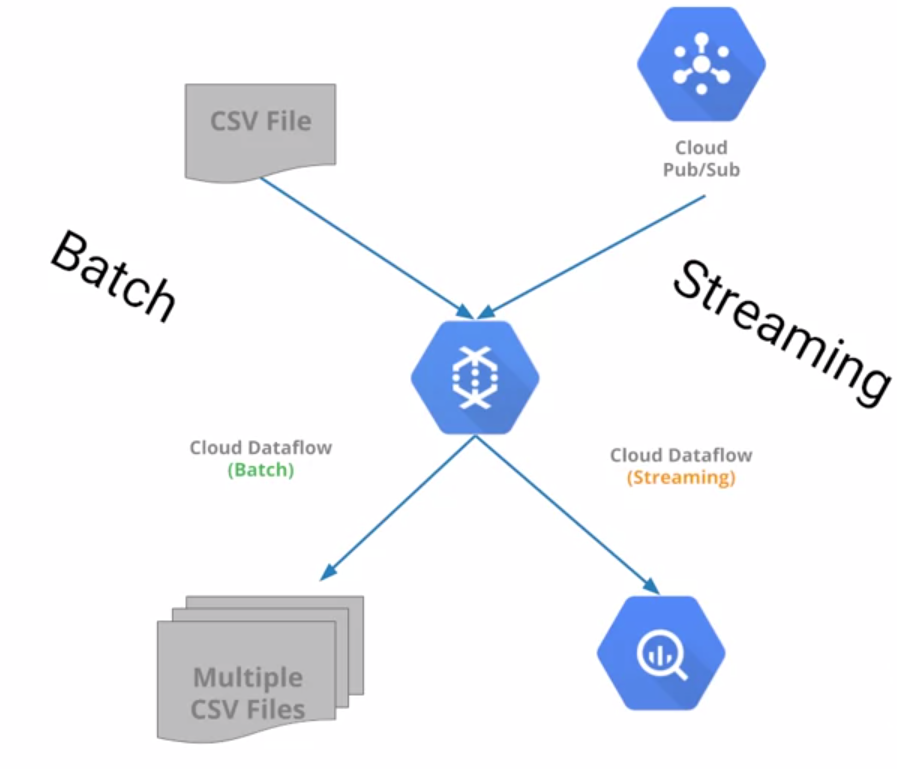 CSV File
Cloud
Pub/Sub
Batch
Streaming
Cloud Dataflow
(Batch)
Cloud Dataflow
(Streaming)
Multiple
CSV Files